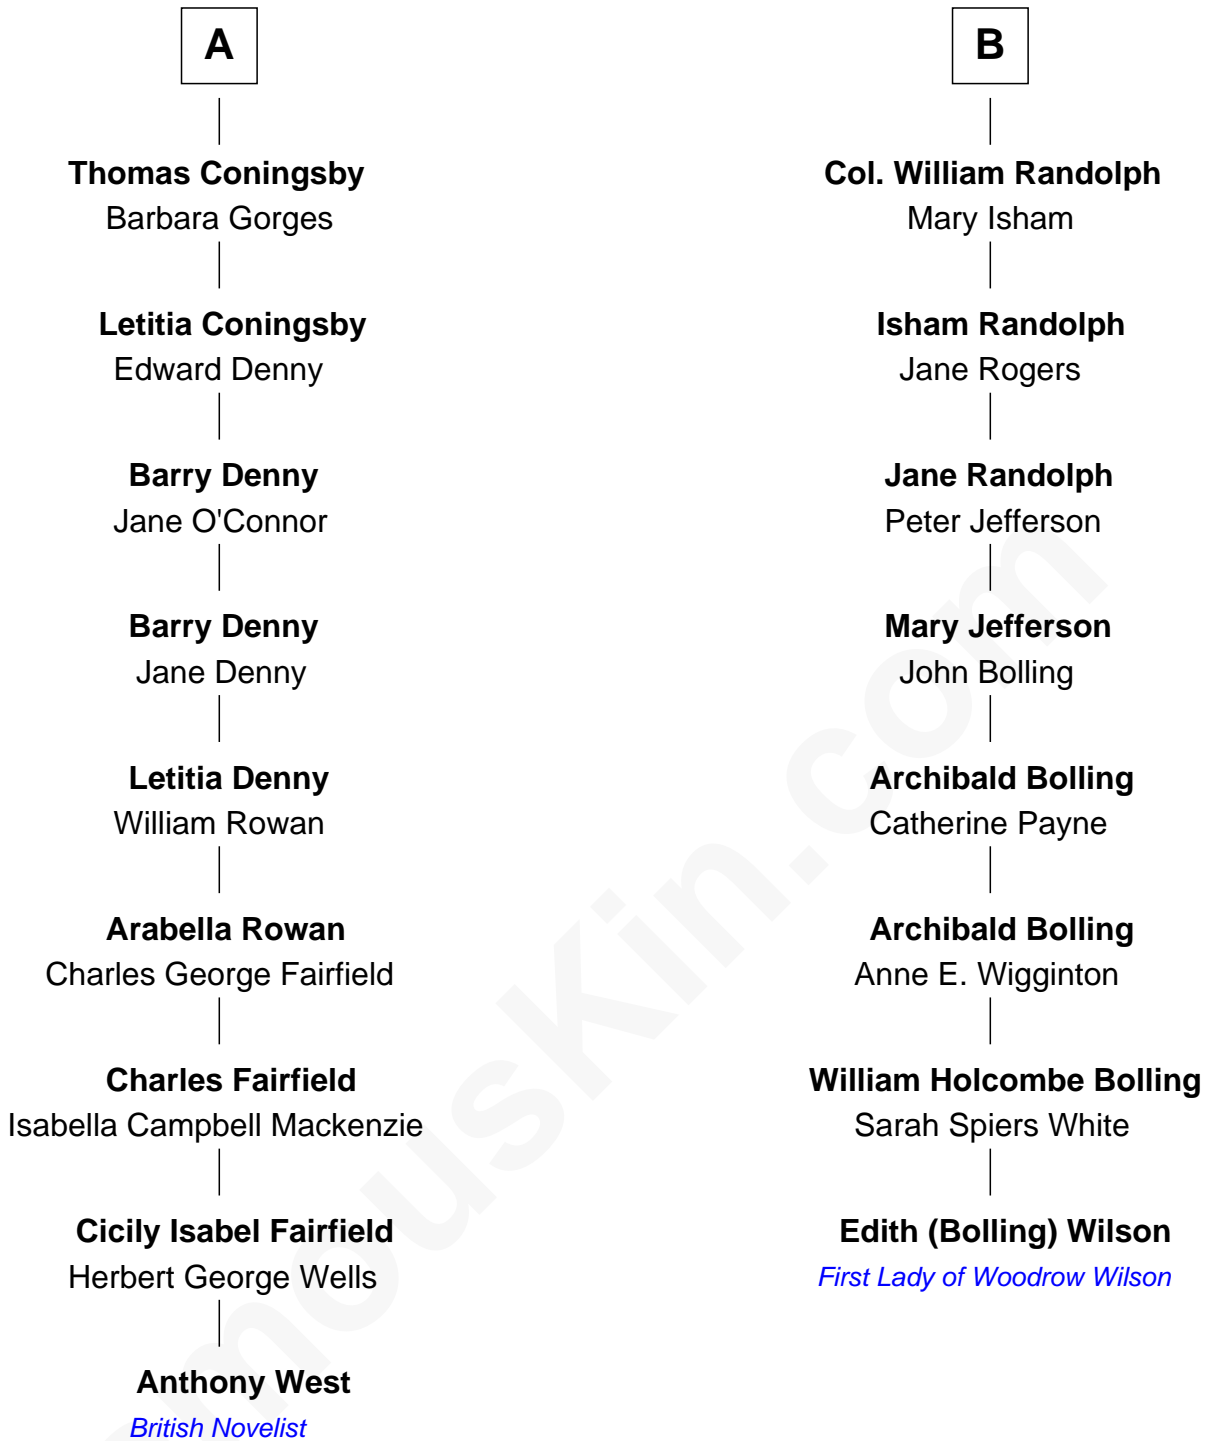 A
Thomas Coningsby
Barbara Gorges
Letitia Coningsby
Edward Denny
Barry Denny
Jane O'Connor
Barry Denny
Jane Denny
Letitia Denny
William Rowan
Arabella Rowan
Charles George Fairfield
Charles Fairfield
Isabella Campbell Mackenzie
Cicily Isabel Fairfield
Herbert George Wells
Anthony West
British Novelist
B
Col. William Randolph
Mary Isham
Isham Randolph
Jane Rogers
Jane Randolph
Peter Jefferson
Mary Jefferson
John Bolling
Archibald Bolling
Catherine Payne
Archibald Bolling
Anne E. Wigginton
William Holcombe Bolling
Sarah Spiers White
Edith (Bolling) Wilson
First Lady of Woodrow Wilson
mousKin.com